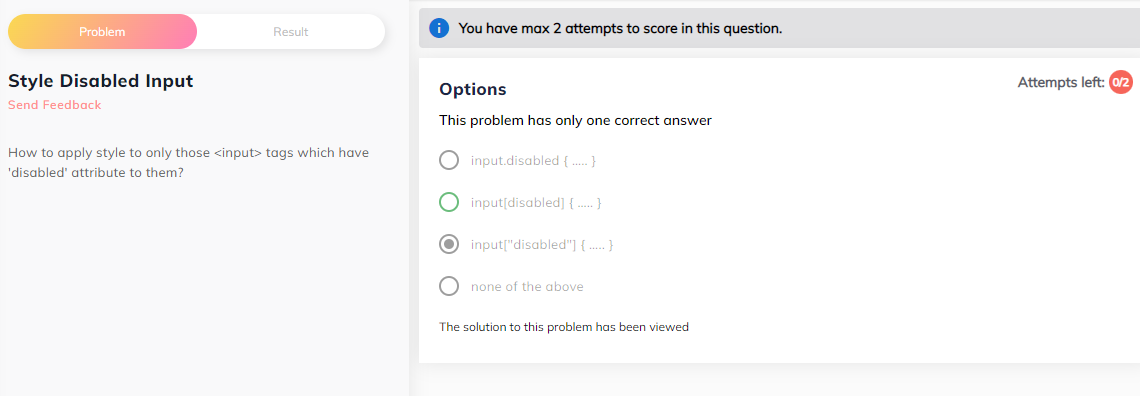 Problem
Result
Style Disabled Input
Send Feedback
How to apply style to only those <input> tags which have
'disabled' attribute to them?
You have max 2 attempts to score in this question.
Attempts left: 0/2
Options
This problem has only one correct answer
input.disabled { ..... }
input[disabled] { ..... }
input["disabled"] { ..... }
none of the above
The solution to this problem has been viewed